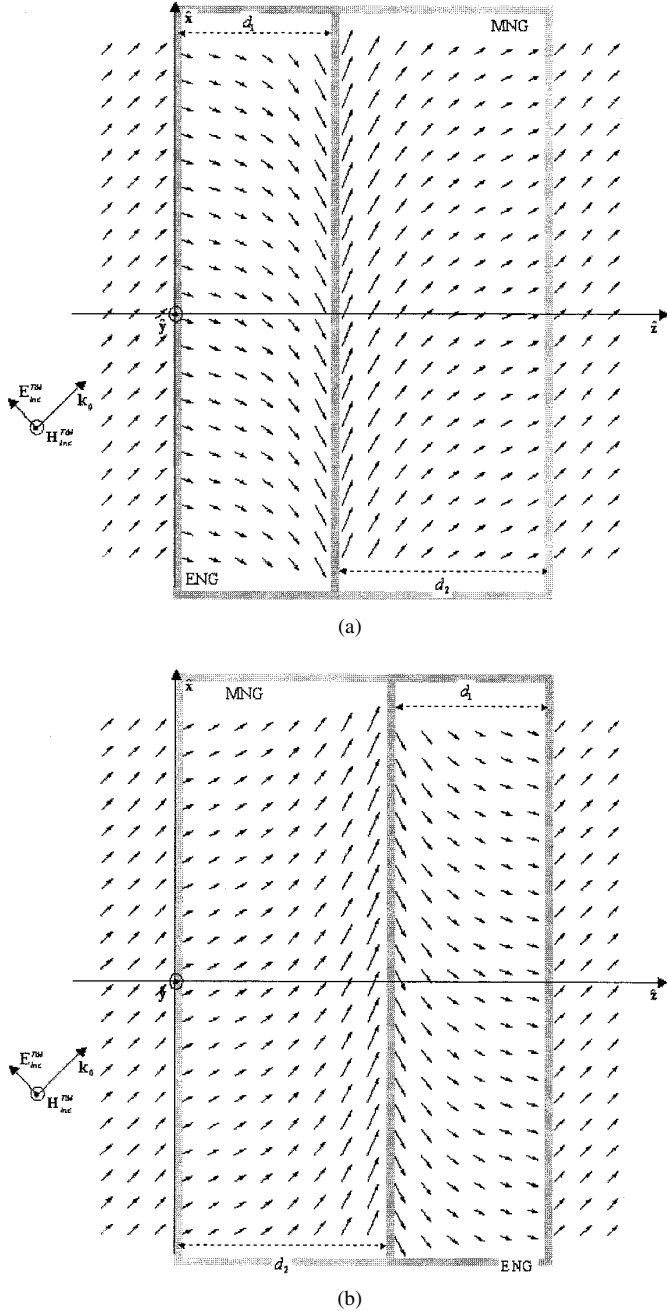 x̂
d₁
MNG
ŷ
ẑ
E_inc^TM
k₀
H_inc^TM
ENG
d₂
(a)
x̂
MNG
d₁
ŷ
ẑ
E_inc^TM
k₀
H_inc^TM
d₂
ENG
(b)